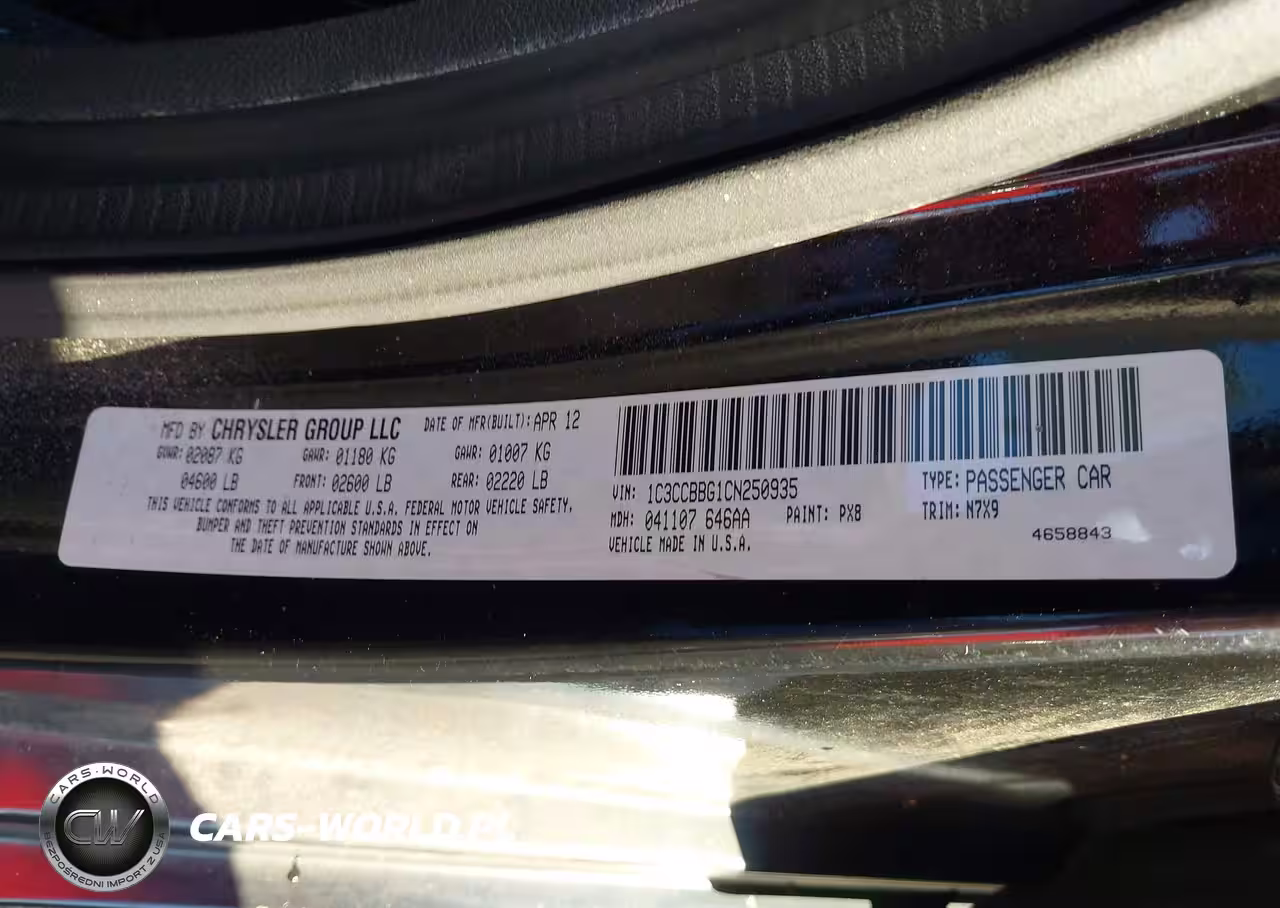 MFD BY CHRYSLER GROUP LLC DATE OF MFR(BUILT): APR 12
GVWR: 02087 KG GAWR: 01180 KG GAWR: 01007 KG
04600 LB FRONT: 02600 LB REAR: 02220 LB
THIS VEHICLE CONFORMS TO ALL APPLICABLE U.S.A. FEDERAL MOTOR VEHICLE SAFETY,
BUMPER AND THEFT PREVENTION STANDARDS IN EFFECT ON
THE DATE OF MANUFACTURE SHOWN ABOVE.
VIN: 1C3CCBBG1CN250935 TYPE: PASSENGER CAR
MDH: 041107 646AA PAINT: PX8 TRIM: N7X9
VEHICLE MADE IN U.S.A. 4658843
CARS-WORLD
CW
BEZPOŚREDNI IMPORT Z USA
CARS-WORLD.PL